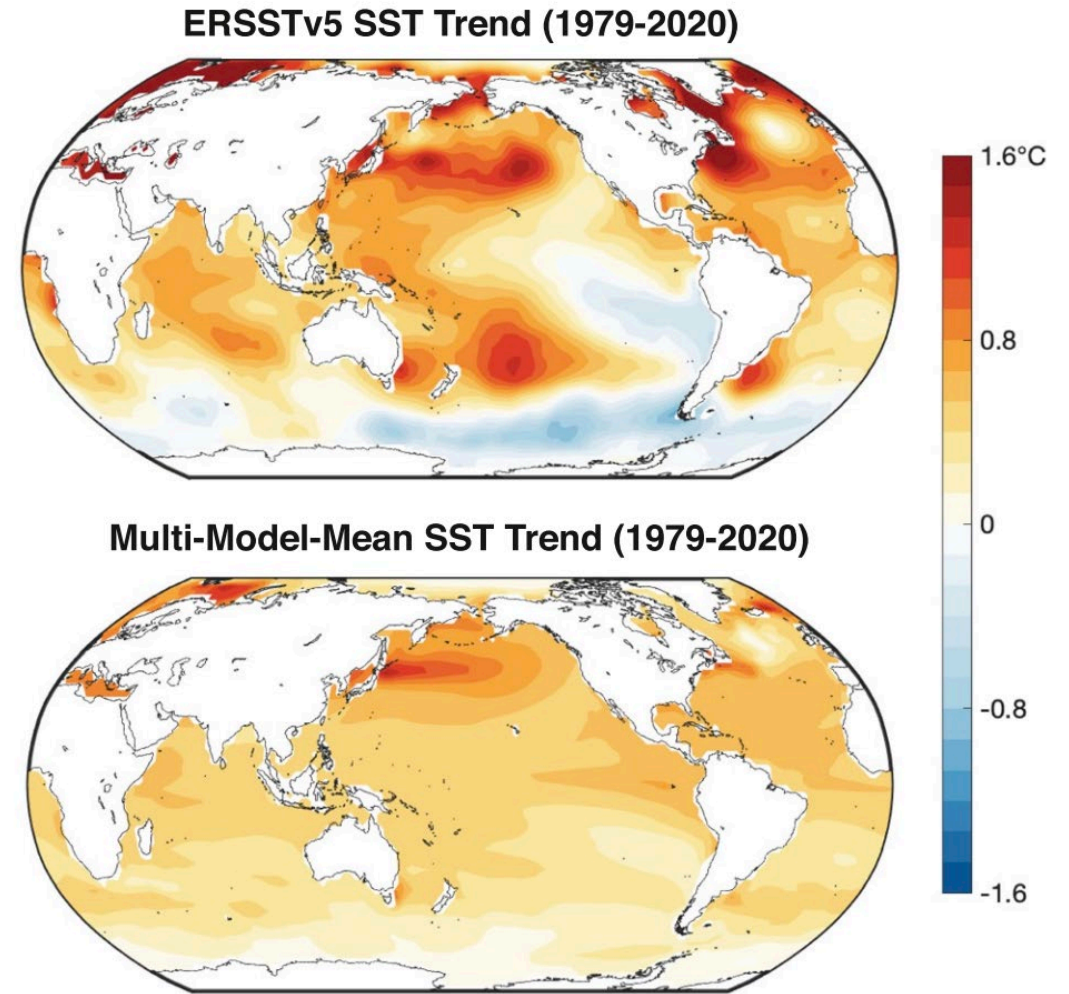 ERSSTv5 SST Trend (1979-2020)
1.6°C
0.8
0
-0.8
-1.6
Multi-Model-Mean SST Trend (1979-2020)